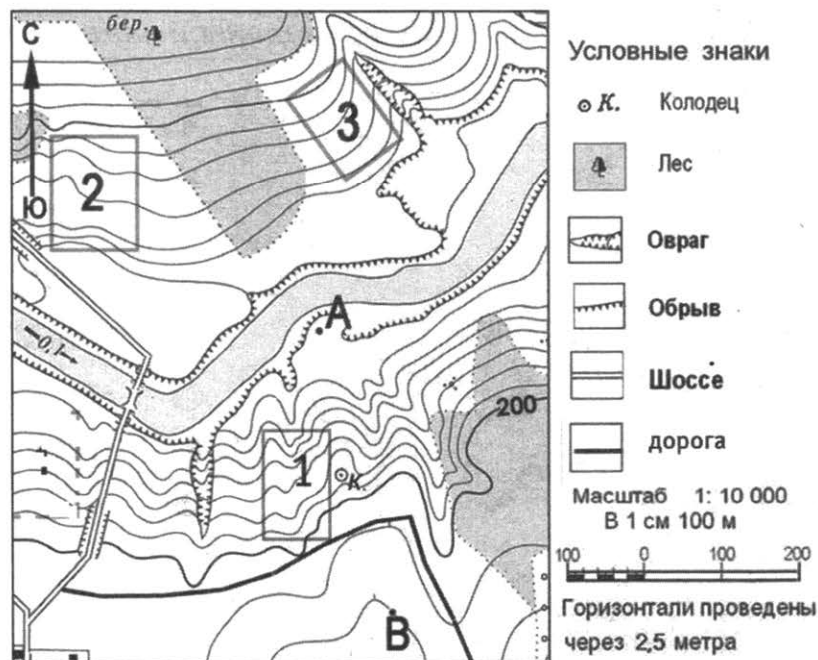 бер.
С
3
2
Ю
А
0,1
200
1
К.
В
Условные знаки
К. Колодец
Лес
Овраг
Обрыв
Шоссе
дорога
Масштаб 1: 10 000
В 1 см 100 м
100 0 100 200
Горизонтали проведены
через 2,5 метра